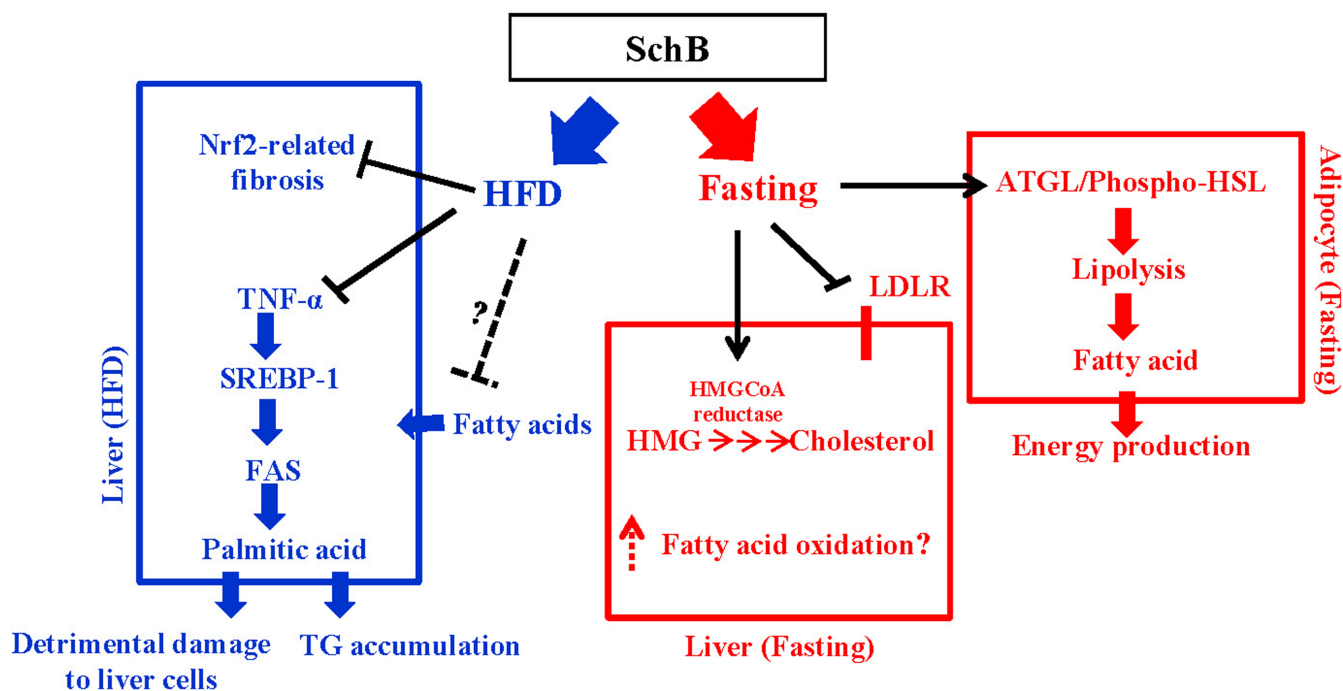 SchB
Nrf2-related
fibrosis
HFD
Fasting
ATGL/Phospho-HSL
Lipolysis
Fatty acid
Energy production
Adipocyte (Fasting)
TNF-α
SREBP-1
FAS
Palmitic acid
Liver (HFD)
?
Fatty acids
Detrimental damage
to liver cells
TG accumulation
LDLR
HMGCoA
reductase
HMG Cholesterol
Fatty acid oxidation?
Liver (Fasting)